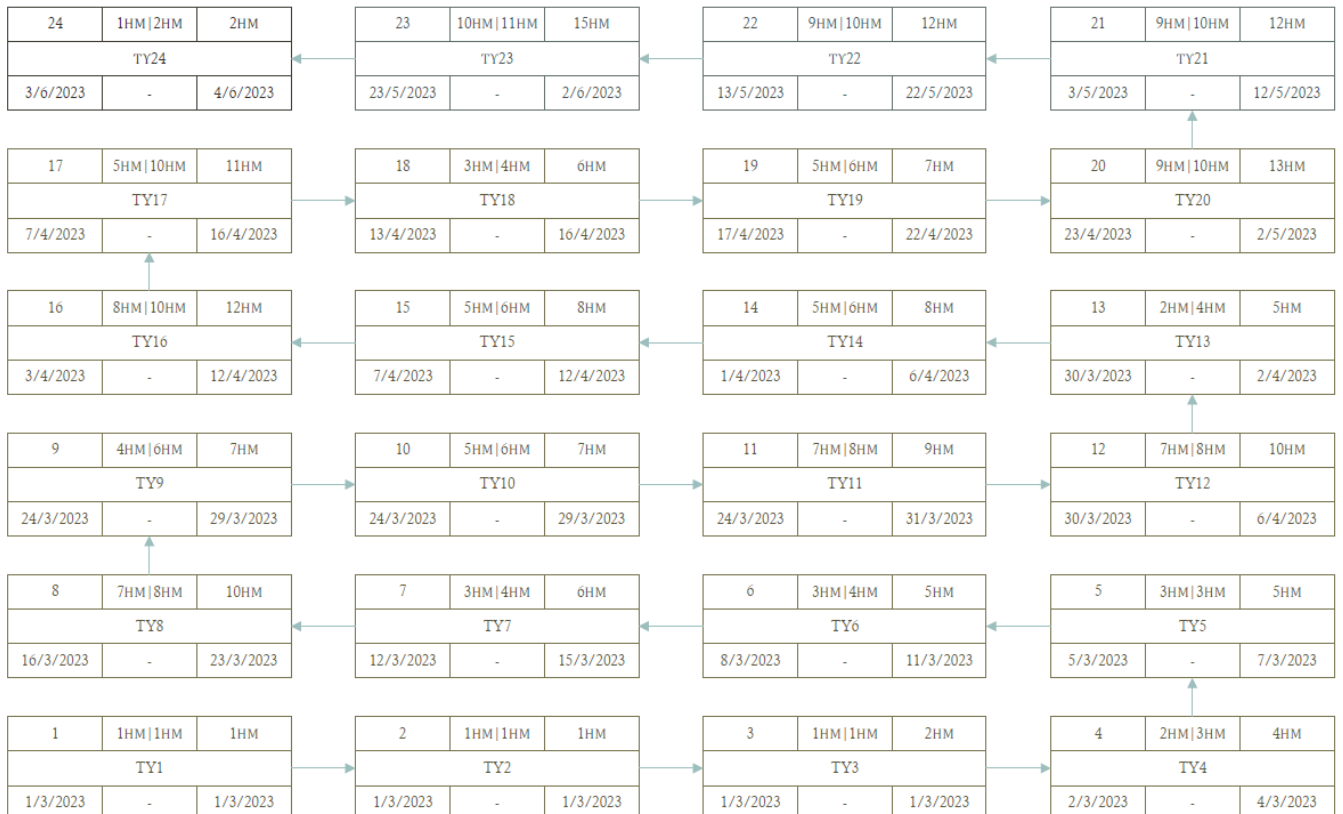 24 1HM|2HM 2HM
TY24
3/6/2023 - 4/6/2023
23 10HM|11HM 15HM
TY23
23/5/2023 - 2/6/2023
22 9HM|10HM 12HM
TY22
13/5/2023 - 22/5/2023
21 9HM|10HM 12HM
TY21
3/5/2023 - 12/5/2023
17 5HM|10HM 11HM
TY17
7/4/2023 - 16/4/2023
18 3HM|4HM 6HM
TY18
13/4/2023 - 16/4/2023
19 5HM|6HM 7HM
TY19
17/4/2023 - 22/4/2023
20 9HM|10HM 13HM
TY20
23/4/2023 - 2/5/2023
16 8HM|10HM 12HM
TY16
3/4/2023 - 12/4/2023
15 5HM|6HM 8HM
TY15
7/4/2023 - 12/4/2023
14 5HM|6HM 8HM
TY14
1/4/2023 - 6/4/2023
13 2HM|4HM 5HM
TY13
30/3/2023 - 2/4/2023
9 4HM|6HM 7HM
TY9
24/3/2023 - 29/3/2023
10 5HM|6HM 7HM
TY10
24/3/2023 - 29/3/2023
11 7HM|8HM 9HM
TY11
24/3/2023 - 31/3/2023
12 7HM|8HM 10HM
TY12
30/3/2023 - 6/4/2023
8 7HM|8HM 10HM
TY8
16/3/2023 - 23/3/2023
7 3HM|4HM 6HM
TY7
12/3/2023 - 15/3/2023
6 3HM|4HM 5HM
TY6
8/3/2023 - 11/3/2023
5 3HM|3HM 5HM
TY5
5/3/2023 - 7/3/2023
1 1HM|1HM 1HM
TY1
1/3/2023 - 1/3/2023
2 1HM|1HM 1HM
TY2
1/3/2023 - 1/3/2023
3 1HM|1HM 2HM
TY3
1/3/2023 - 1/3/2023
4 2HM|3HM 4HM
TY4
2/3/2023 - 4/3/2023